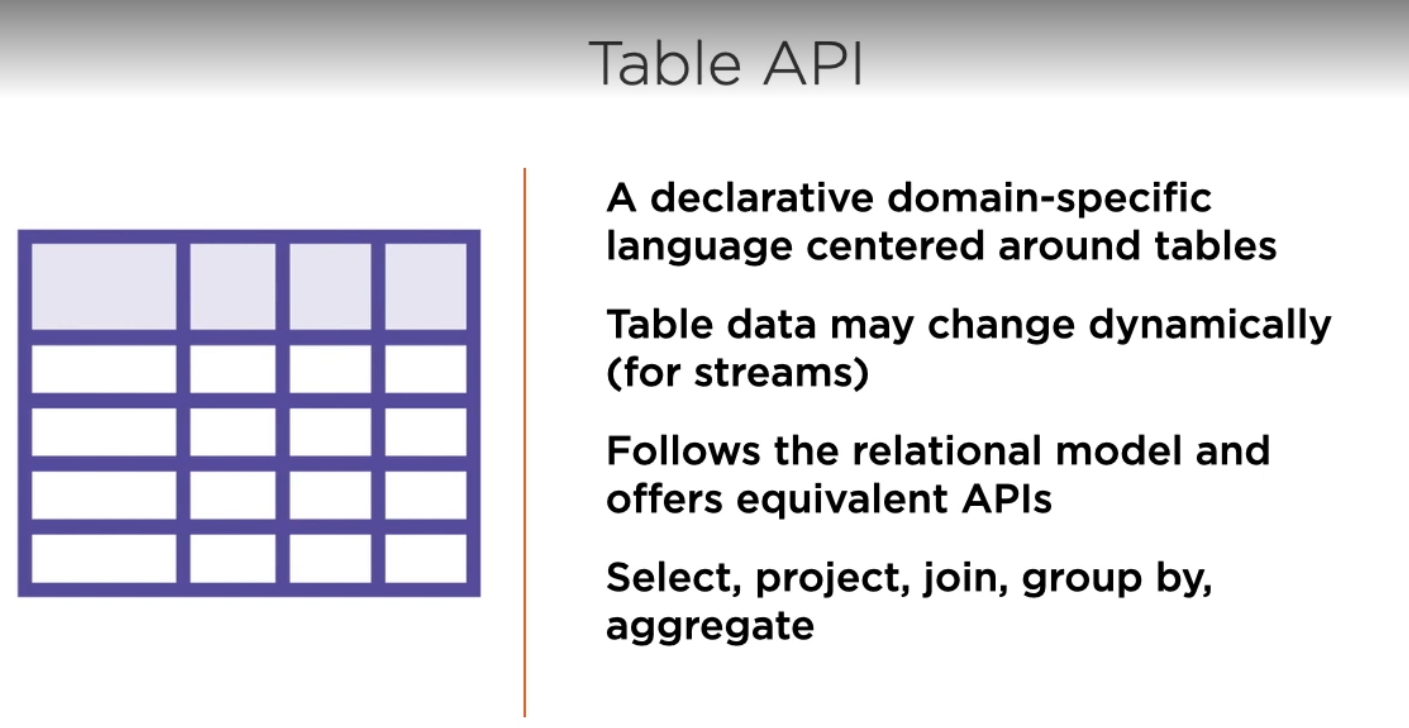 Table API
A declarative domain-specific
language centered around tables
Table data may change dynamically
(for streams)
Follows the relational model and
offers equivalent APIs
Select, project, join, group by,
aggregate